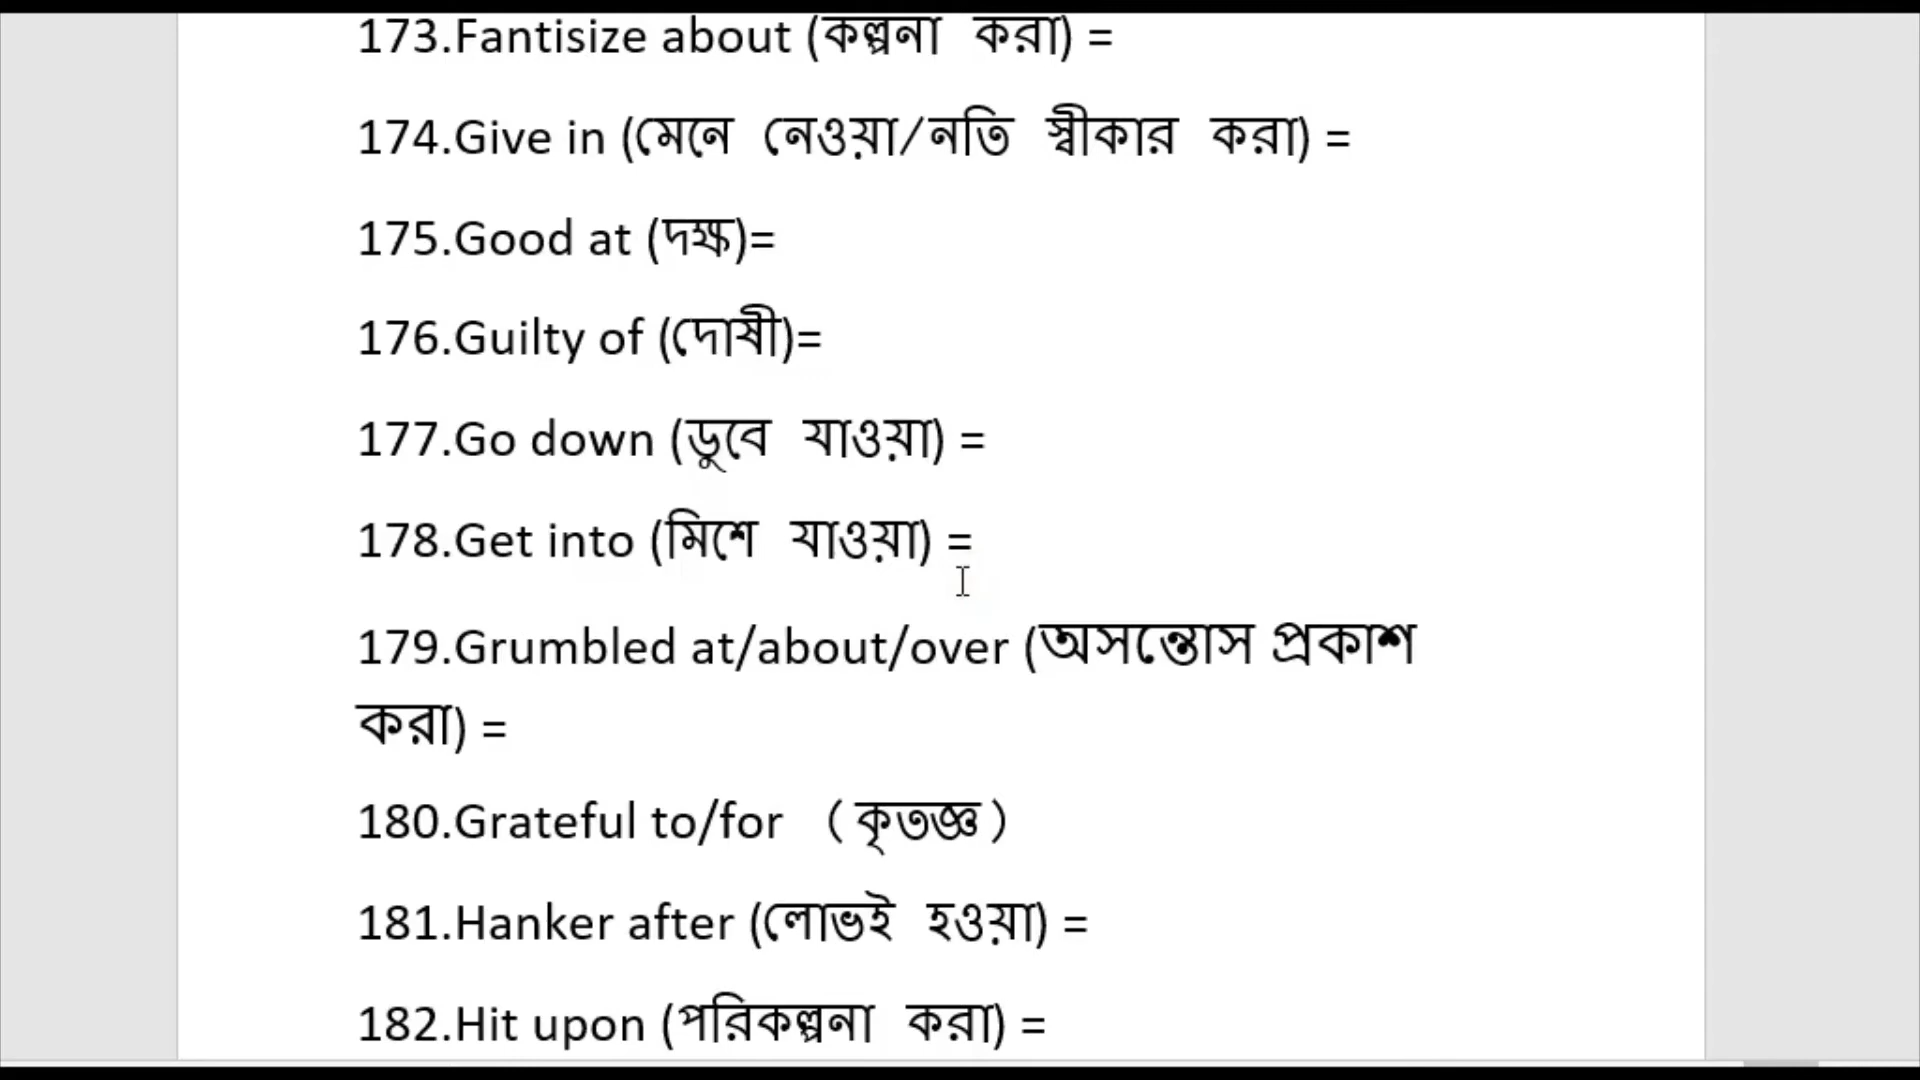 173.Fantisize about (কল্পনা করা) =
174.Give in (মেনে নেওয়া/নতি স্বীকার করা) =
175.Good at (দক্ষ)=
176.Guilty of (দোষী)=
177.Go down (ডুবে যাওয়া) =
178.Get into (মিশে যাওয়া) =
179.Grumbled at/about/over (অসন্তোস প্রকাশ
করা) =
180.Grateful to/for （কৃতজ্ঞ）
181.Hanker after (লোভই হওয়া) =
182.Hit upon (পরিকল্পনা করা) =